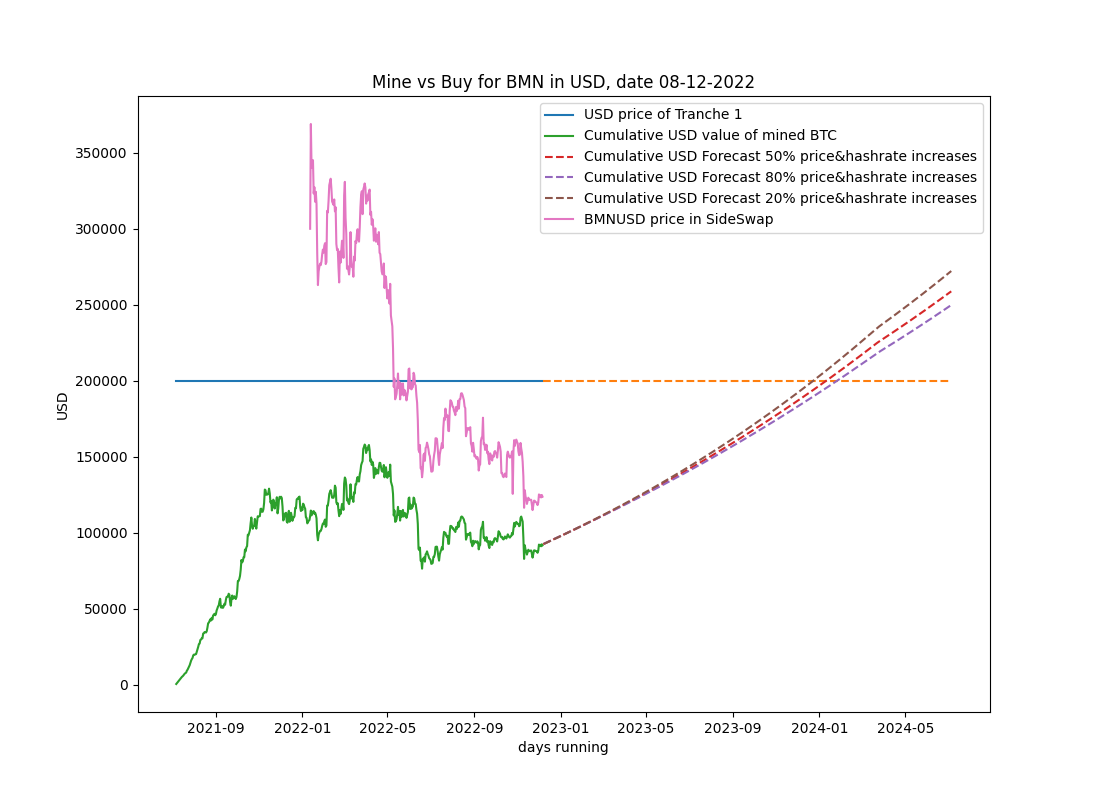 Mine vs Buy for BMN in USD, date 08-12-2022
USD price of Tranche 1
Cumulative USD value of mined BTC
Cumulative USD Forecast 50% price&hashrate increases
Cumulative USD Forecast 80% price&hashrate increases
Cumulative USD Forecast 20% price&hashrate increases
BMNUSD price in SideSwap
350000
300000
250000
200000
150000
100000
50000
0
USD
2021-09 2022-01 2022-05 2022-09 2023-01 2023-05 2023-09 2024-01 2024-05
days running